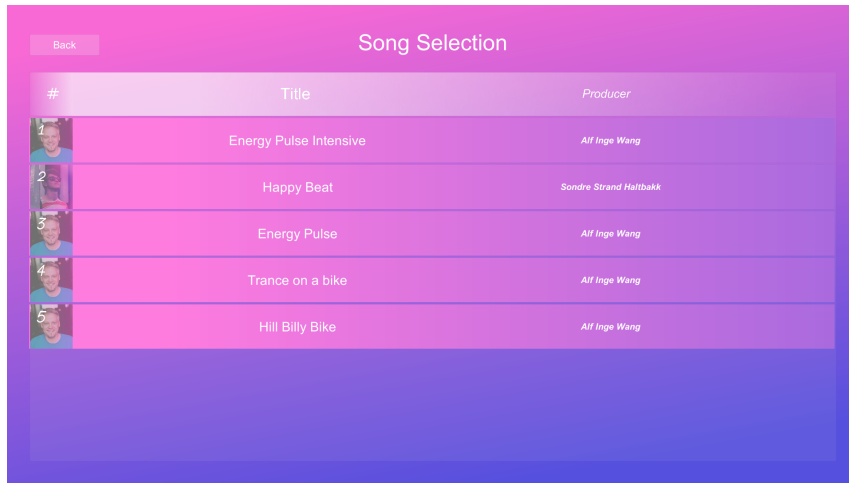 Back
Song Selection
# Title Producer
1 Energy Pulse Intensive Alf Inge Wang
2 Happy Beat Sondre Strand Haltbakk
3 Energy Pulse Alf Inge Wang
4 Trance on a bike Alf Inge Wang
5 Hill Billy Bike Alf Inge Wang